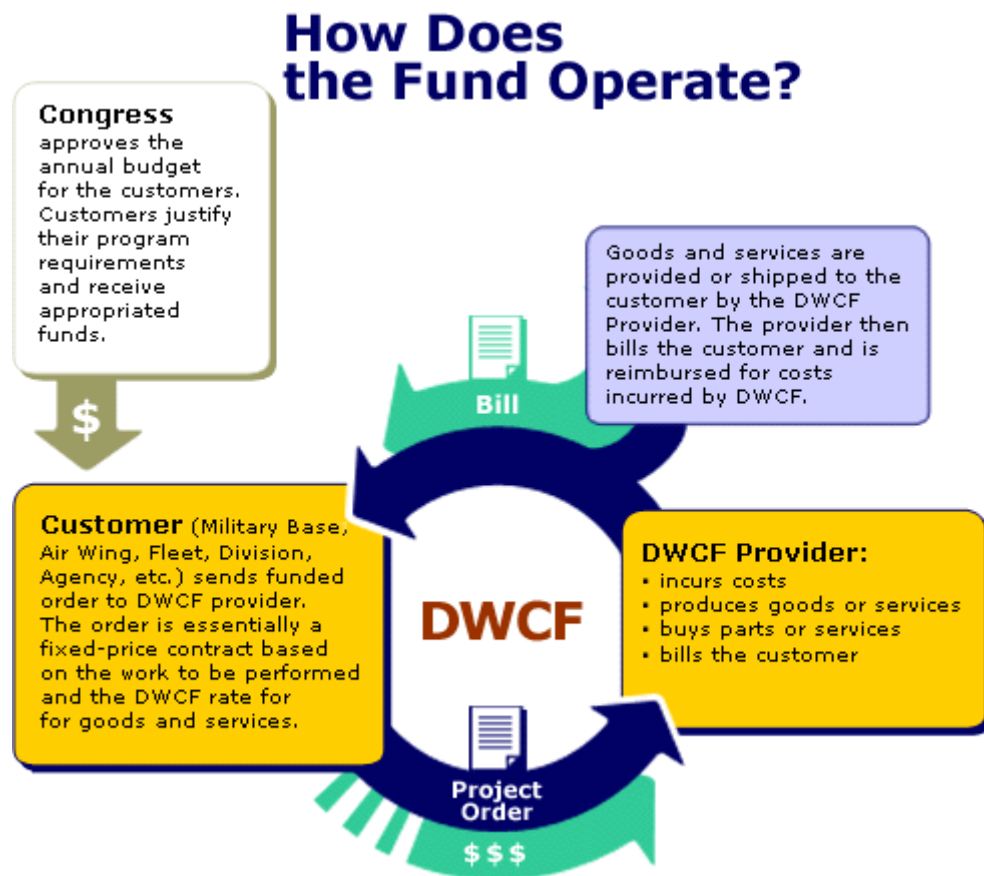 How Does
the Fund Operate?
Congress
approves the
annual budget
for the customers.
Customers justify
their program
requirements
and receive
appropriated
funds.
$
Goods and services are
provided or shipped to the
customer by the DWCF
Provider. The provider then
bills the customer and is
reimbursed for costs
incurred by DWCF.
Bill
Customer (Military Base,
Air Wing, Fleet, Division,
Agency, etc.) sends funded
order to DWCF provider.
The order is essentially a
fixed-price contract based
on the work to be performed
and the DWCF rate for
for goods and services.
DWCF
DWCF Provider:
▪ incurs costs
▪ produces goods or services
▪ buys parts or services
▪ bills the customer
Project
Order
$$$